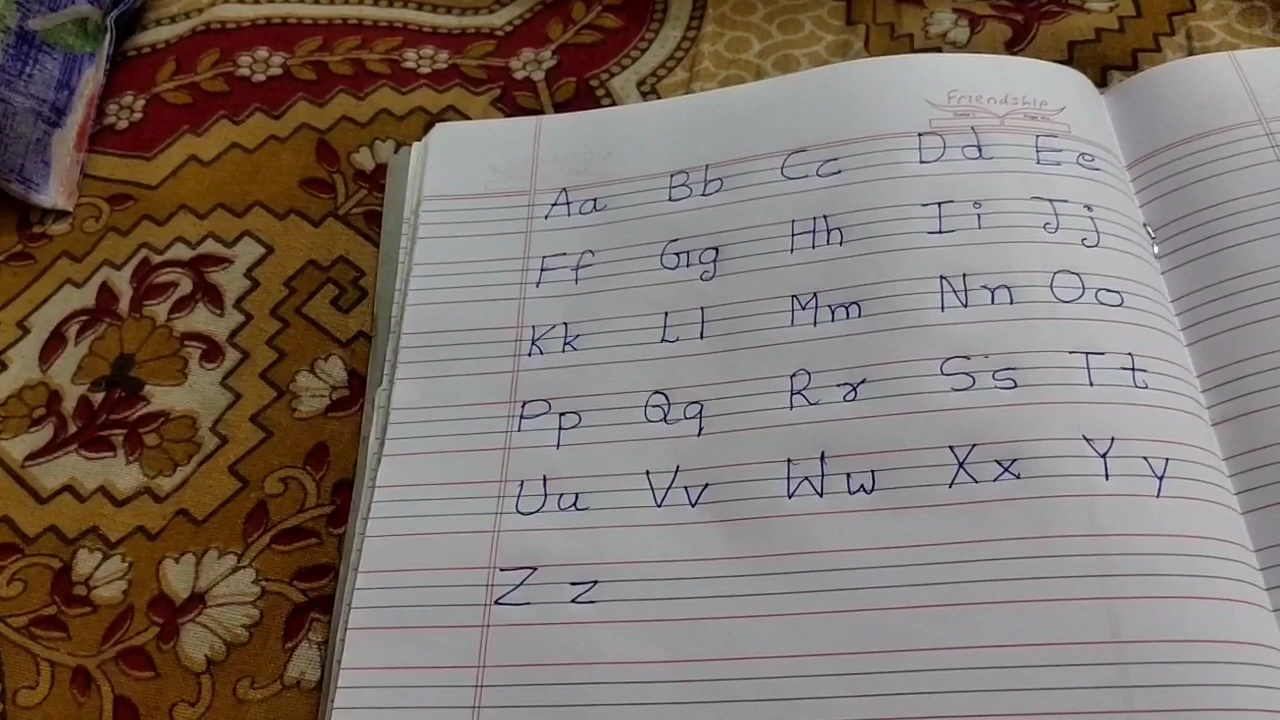 Friendship
Aa Bb Cc Dd Ee
Ff Gg Hh Ii Jj
Kk Ll Mm Nn Oo
Pp Qq Rr Ss Tt
Uu Vv Ww Xx Yy
Zz